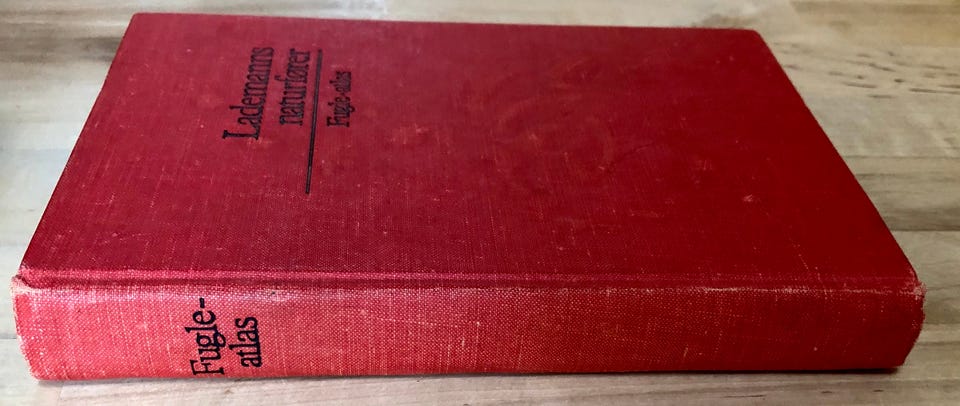 Lademanns
naturfører
Fugle-atlas
Fugle-
atlas